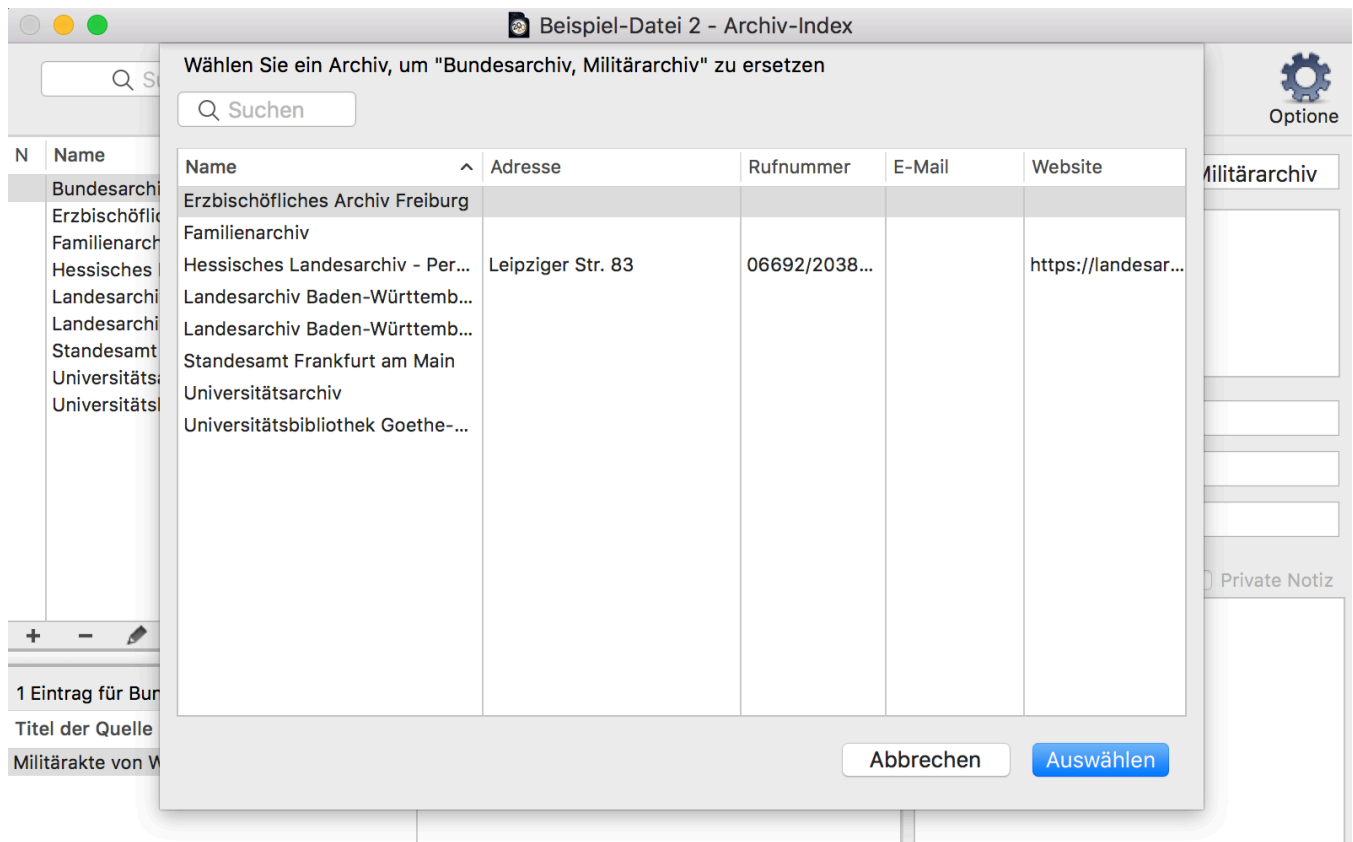 Beispiel-Datei 2 - Archiv-Index
Wählen Sie ein Archiv, um "Bundesarchiv, Militärarchiv" zu ersetzen
Suchen
Optione
N Name
Bundesarchi
Erzbischöfli
Familienarch
Hessisches
Landesarchi
Landesarchi
Standesamt
Universitäts
Universitäts
Name Adresse Rufnummer E-Mail Website
Erzbischöfliches Archiv Freiburg
Familienarchiv
Hessisches Landesarchiv - Per... Leipziger Str. 83 06692/2038... https://landesar...
Landesarchiv Baden-Württemb...
Landesarchiv Baden-Württemb...
Standesamt Frankfurt am Main
Universitätsarchiv
Universitätsbibliothek Goethe-...
Militärarchiv
Private Notiz
1 Eintrag für Bun
Titel der Quelle
Militärakte von W
Abbrechen Auswählen